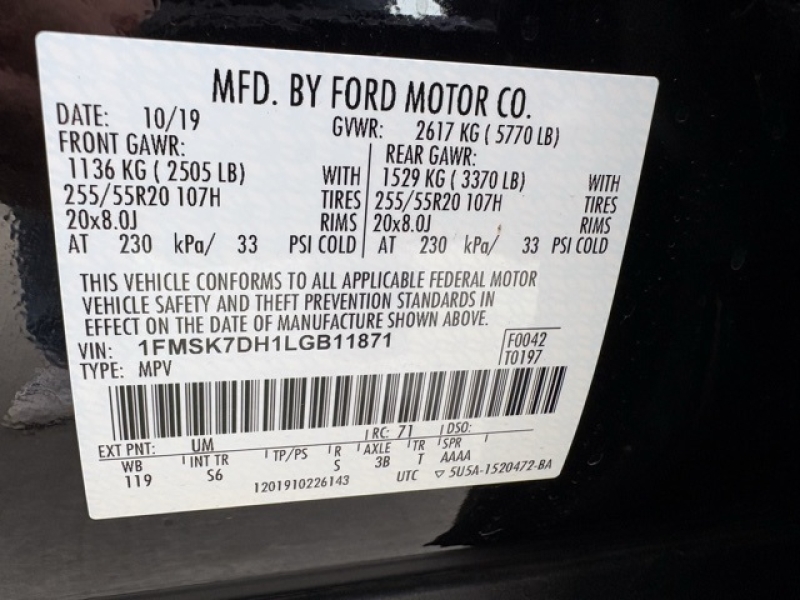 MFD. BY FORD MOTOR CO.
DATE: 10/19 GVWR: 2617 KG ( 5770 LB)
FRONT GAWR: REAR GAWR:
1136 KG ( 2505 LB) WITH 1529 KG ( 3370 LB) WITH
255/55R20 107H TIRES 255/55R20 107H TIRES
20x8.0J RIMS 20x8.0J RIMS
AT 230 kPa/ 33 PSI COLD AT 230 kPa/ 33 PSI COLD
THIS VEHICLE CONFORMS TO ALL APPLICABLE FEDERAL MOTOR
VEHICLE SAFETY AND THEFT PREVENTION STANDARDS IN
EFFECT ON THE DATE OF MANUFACTURE SHOWN ABOVE.
VIN: 1FMSK7DH1LGB11871 F0042
TYPE: MPV T0197
EXT PNT: UM RC: 71 DSO:
WB INT TR TP/PS R AXLE TR SPR
119 S6 S 3B T AAAA
1201910226143 UTC ▽ 5U5A-1520472-BA